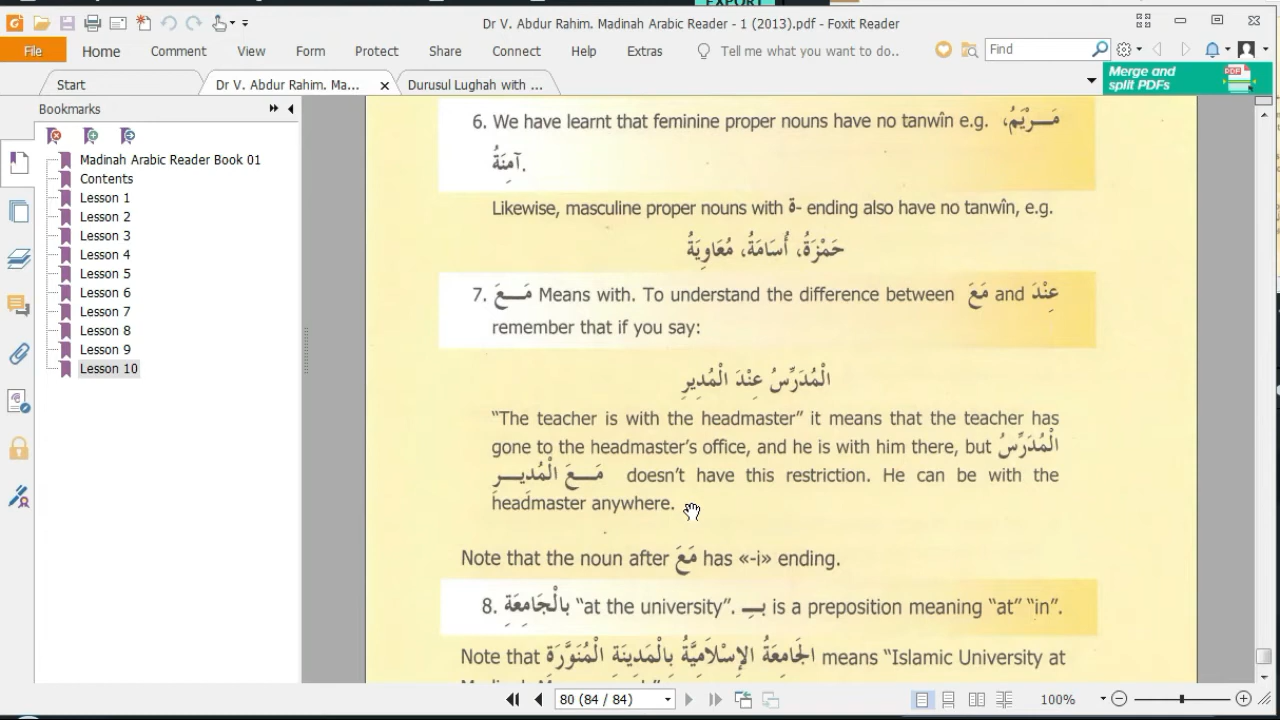 EXPORT
Dr V. Abdur Rahim. Madinah Arabic Reader - 1 (2013).pdf - Foxit Reader
File Home Comment View Form Protect Share Connect Help Extras Tell me what you want to do.. Find
Start Dr V. Abdur Rahim. Ma... Durusul Lughah with ...
Merge and
split PDFs
Bookmarks
Madinah Arabic Reader Book 01
Contents
Lesson 1
Lesson 2
Lesson 3
Lesson 4
Lesson 5
Lesson 6
Lesson 7
Lesson 8
Lesson 9
Lesson 10
6. We have learnt that feminine proper nouns have no tanwîn e.g. مَـرْيَمُ،
آمِنَةُ.
Likewise, masculine proper nouns with ة- ending also have no tanwîn, e.g.
حَمْزَةُ، أُسَامَةُ، مُعَاوِيَةُ
7. مَـعَ Means with. To understand the difference between مَعَ and عِنْدَ
remember that if you say:
الْمُدَرِّسُ عِنْدَ الْمُدِيرِ
“The teacher is with the headmaster” it means that the teacher has
gone to the headmaster’s office, and he is with him there, but الْمُدَرِّسُ
مَـعَ الْمُدِيـرِ doesn’t have this restriction. He can be with the
headmaster anywhere.
Note that the noun after مَعَ has «-i» ending.
8. بِالْجَامِعَةِ “at the university”. بِـ is a preposition meaning “at” “in”.
Note that الْجَامِعَةُ الإِسْلاَمِيَّةُ بِالْمَدِينَةِ الْمُنَوَّرَةِ means “Islamic University at
80 (84 / 84) 100%